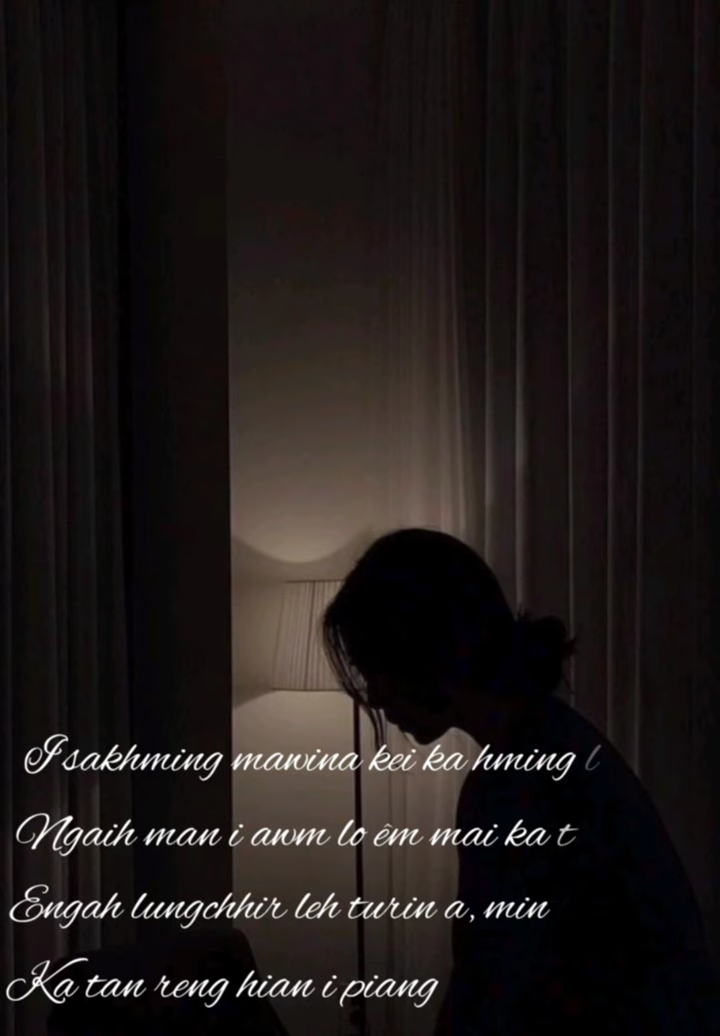 I sakhming mawina kei ka hming l
Ngaih man i awm lo êm mai ka t
Engah lungchhir leh turin a, min
Ka tan reng hian i piang